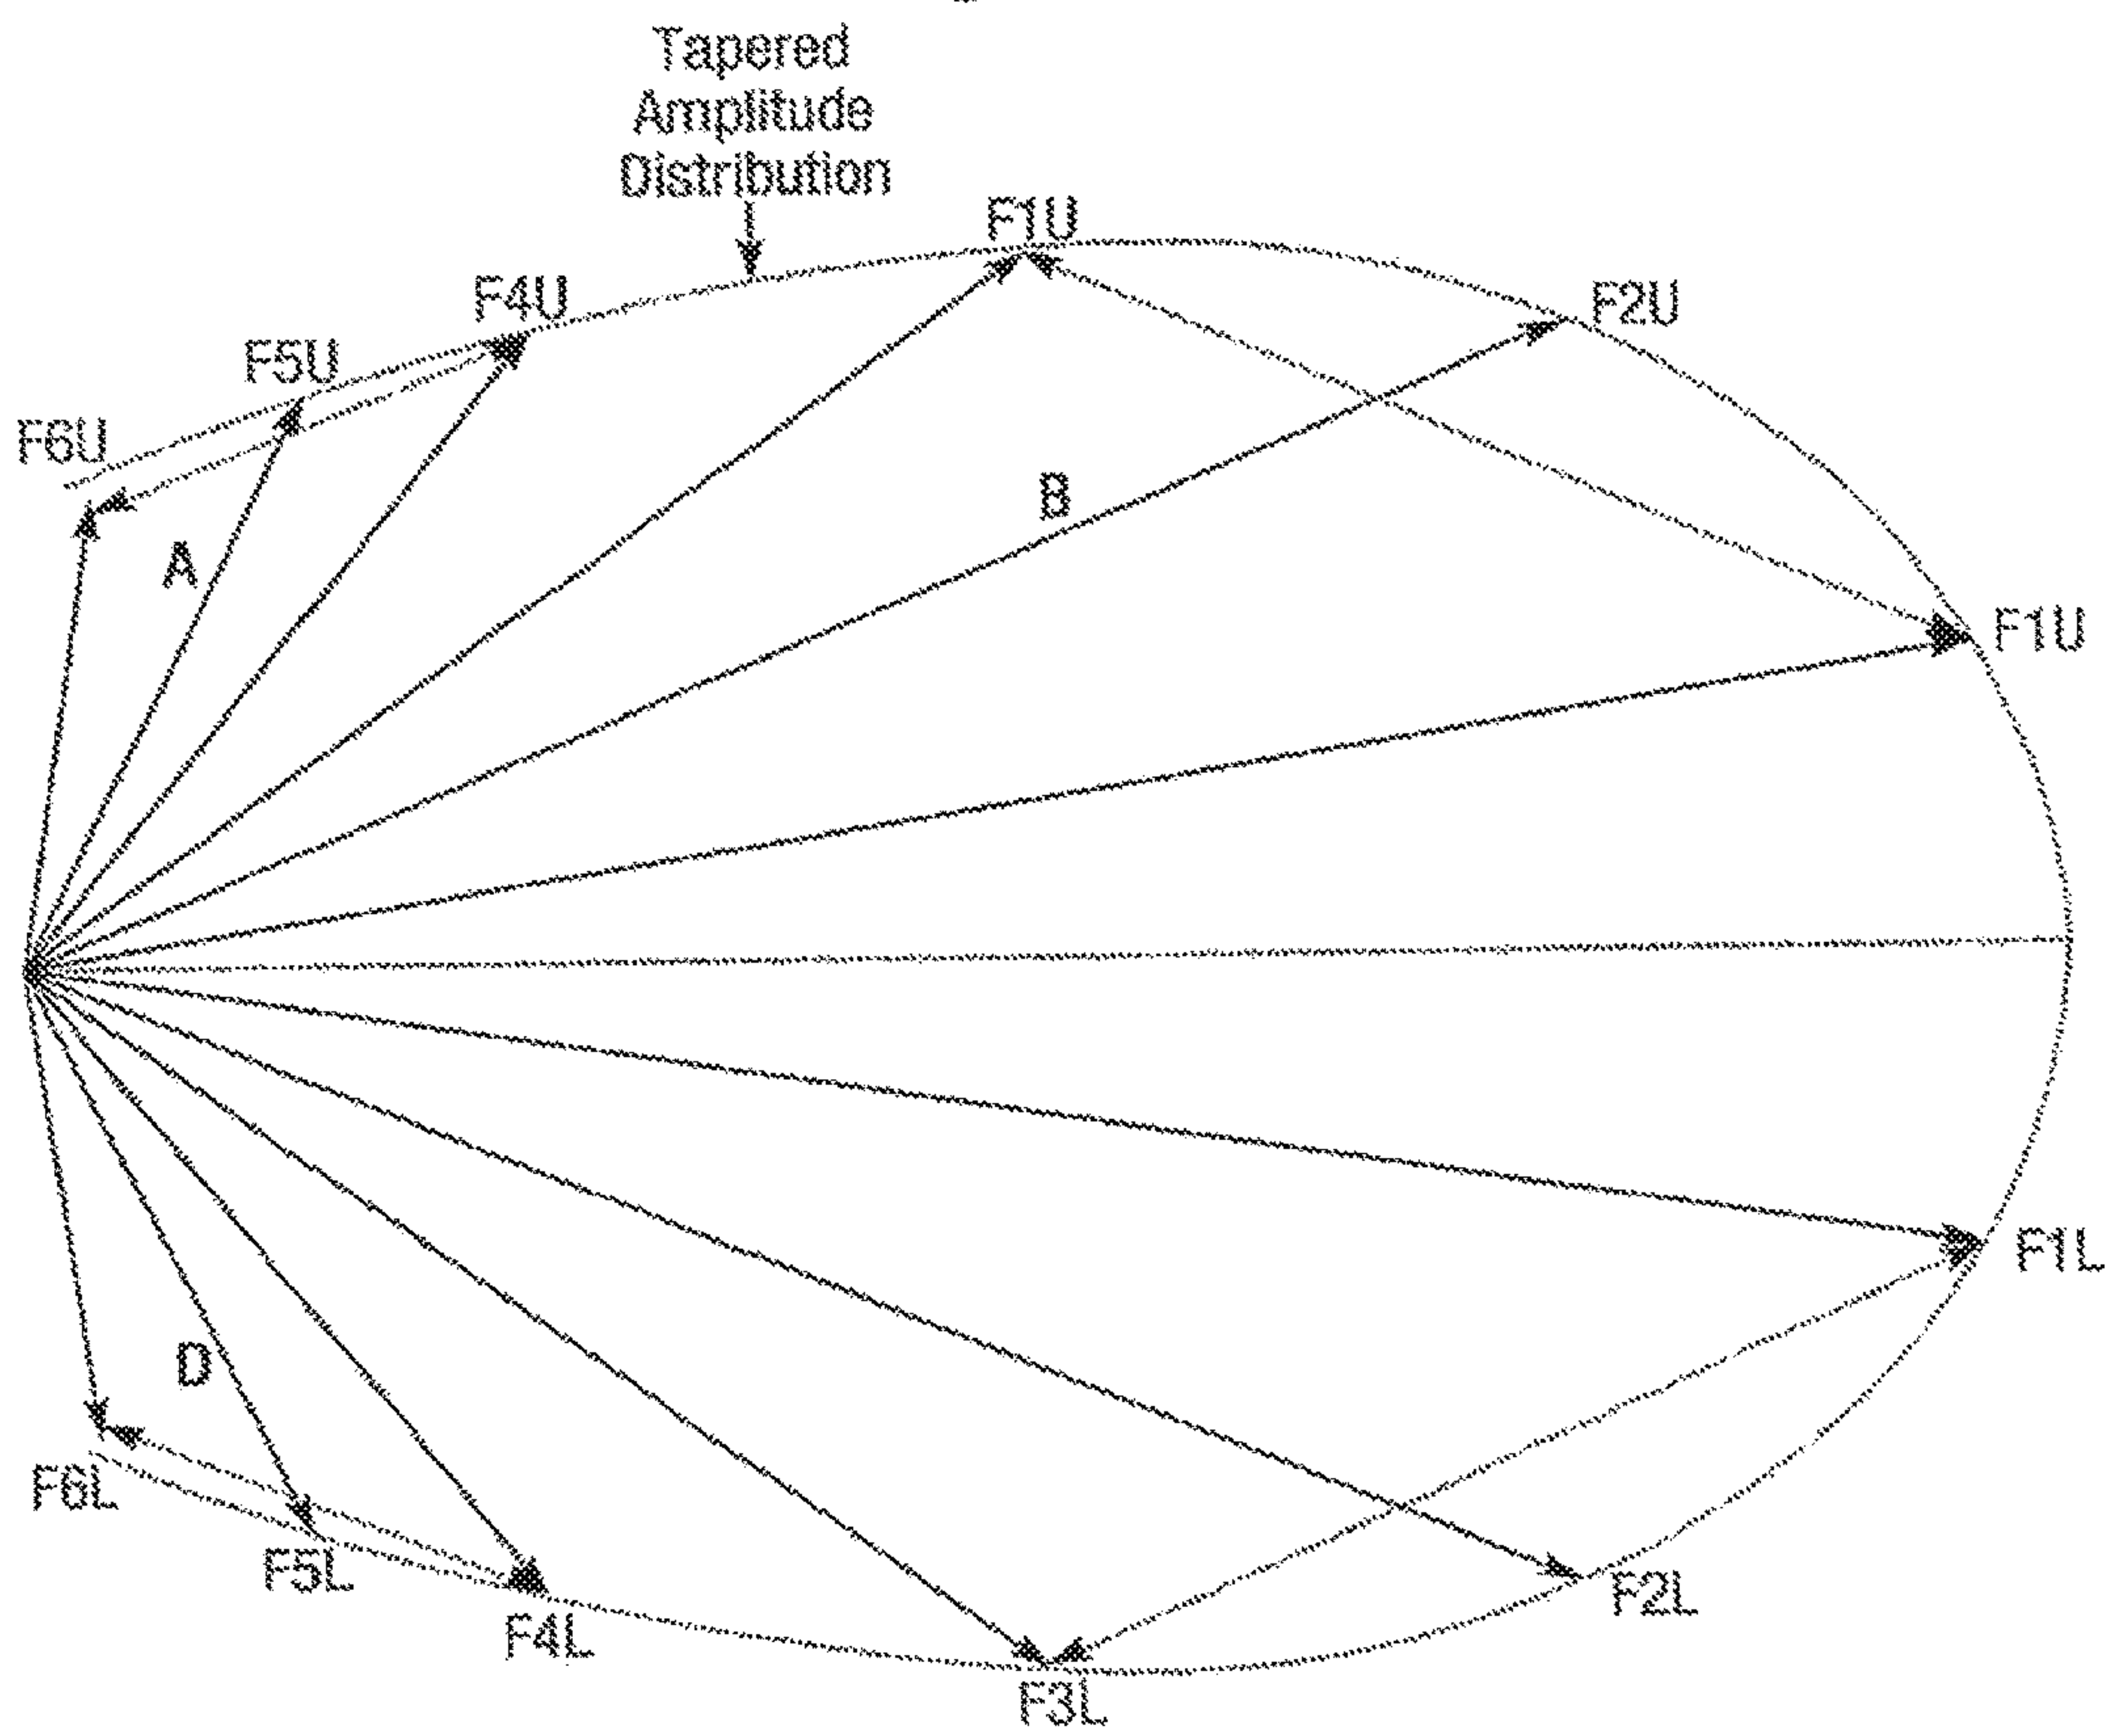 Tapered
Amplitude
Distribution
F1U
F4U
F2U
F5U
F6U
B
A
F1U
F1L
D
F6L
F5L
F2L
F4L
F3L